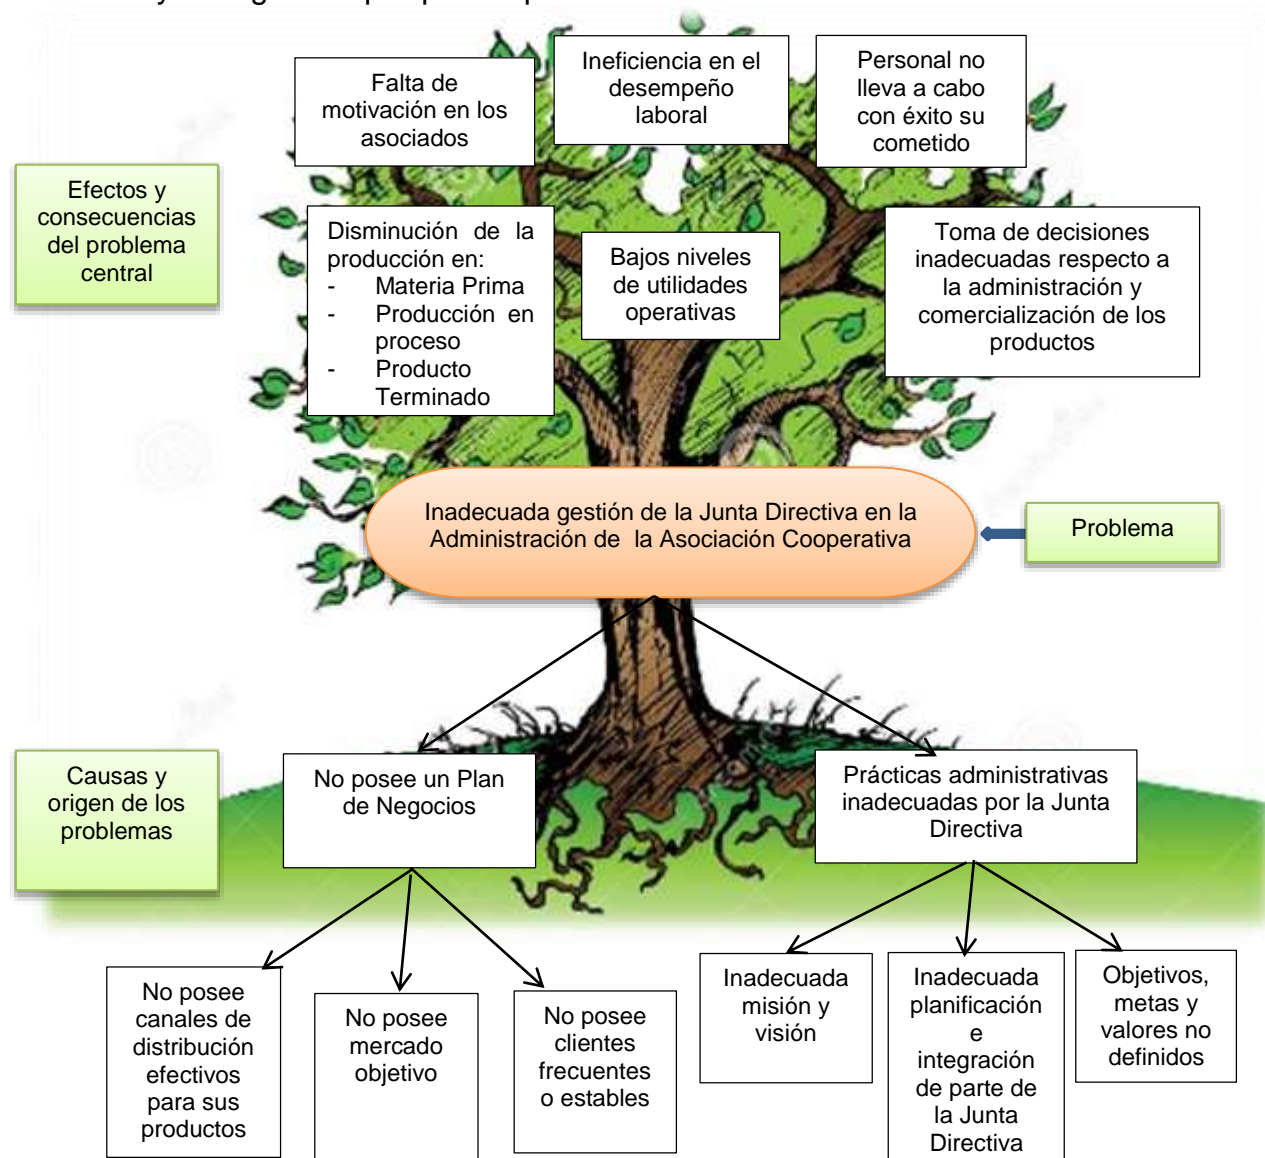 Falta de
motivación en los
asociados
Ineficiencia en el
desempeño
laboral
Personal no
lleva a cabo
con éxito su
cometido
Efectos y
consecuencias
del problema
central
Disminución de la
producción en:
- Materia Prima
- Producción en
proceso
- Producto
Terminado
Bajos niveles
de utilidades
operativas
Toma de decisiones
inadecuadas respecto a
la administración y
comercialización de los
productos
Inadecuada gestión de la Junta Directiva en la
Administración de la Asociación Cooperativa
Problema
Causas y
origen de los
problemas
No posee un Plan
de Negocios
Prácticas administrativas
inadecuadas por la Junta
Directiva
No posee
canales de
distribución
efectivos
para sus
productos
No posee
mercado
objetivo
No posee
clientes
frecuentes
o estables
Inadecuada
misión y
visión
Inadecuada
planificación
e
integración
de parte de
la Junta
Directiva
Objetivos,
metas y
valores no
definidos